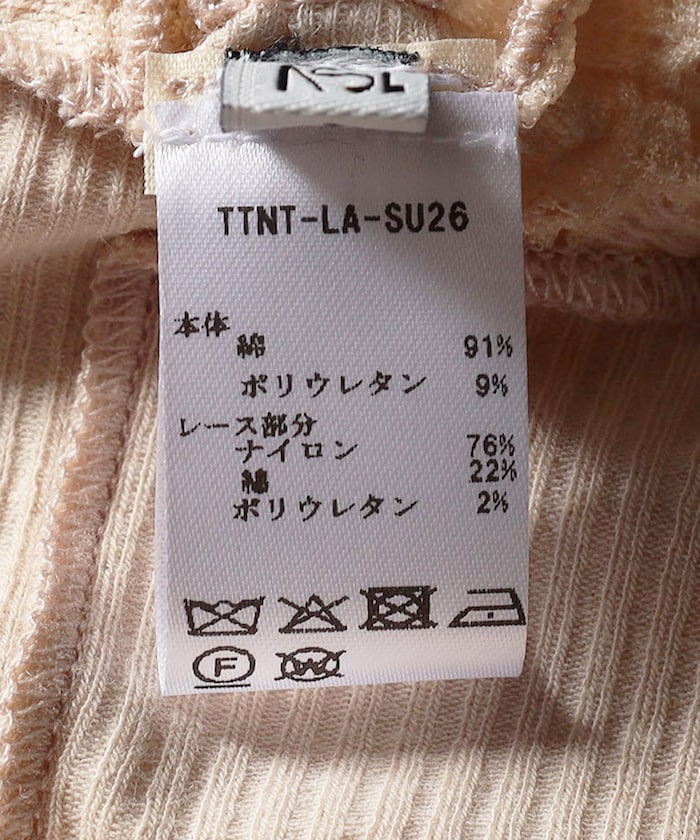 TTNT-LA-SU26
本体
綿 91%
ポリウレタン 9%
レース部分
ナイロン 76%
綿 22%
ポリウレタン 2%
F W